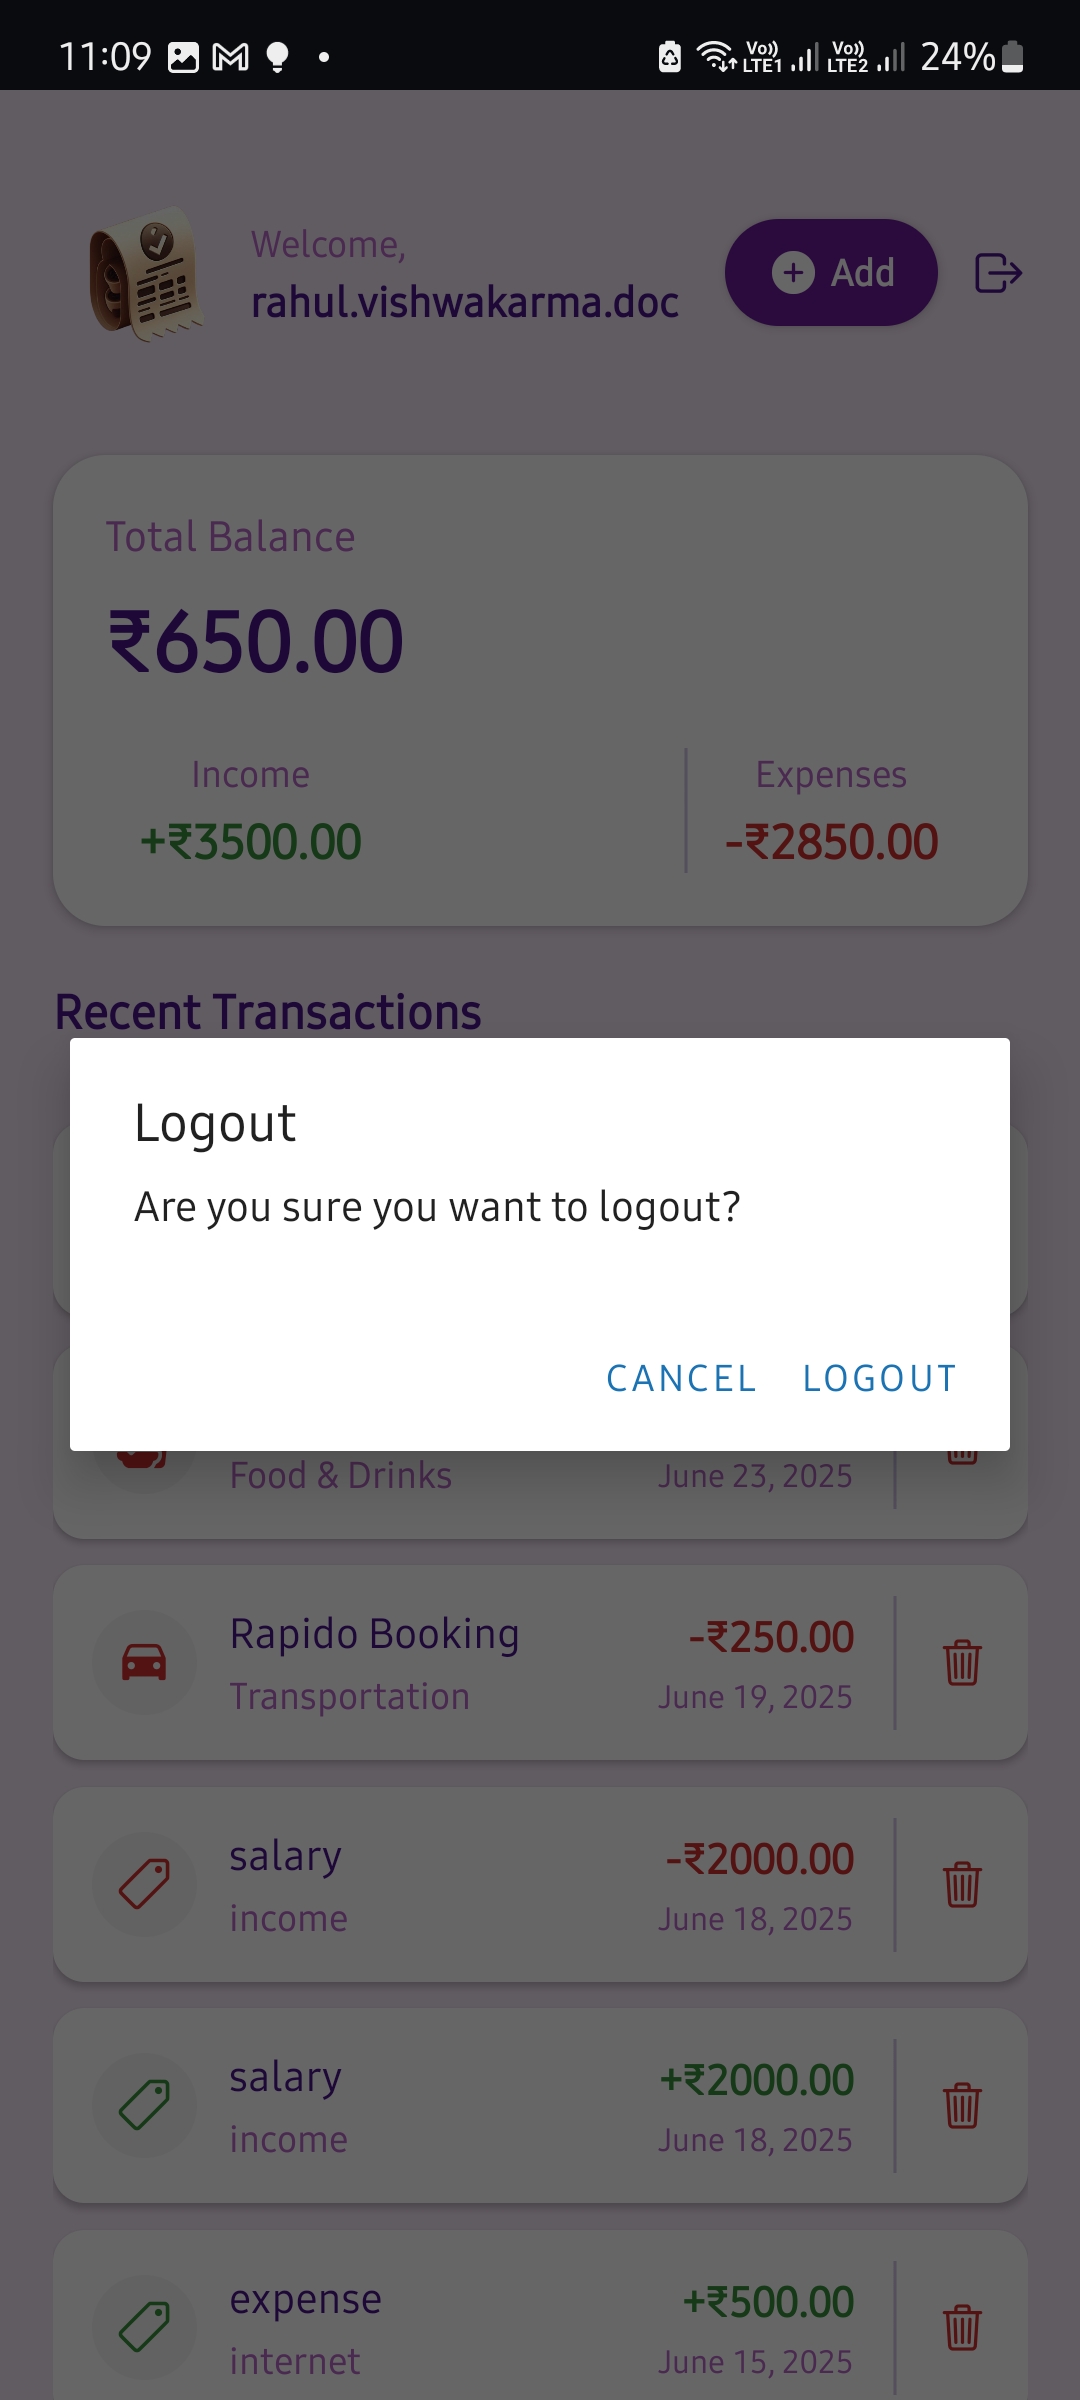 11:09
Vo)) LTE1 Vo)) LTE2 24%
Welcome,
rahul.vishwakarma.doc
Add
Total Balance
₹650.00
Income
Expenses
+₹3500.00
-₹2850.00
Recent Transactions
Logout
Are you sure you want to logout?
CANCEL LOGOUT
Food & Drinks
June 23, 2025
Rapido Booking
-₹250.00
Transportation
June 19, 2025
salary
-₹2000.00
income
June 18, 2025
salary
+₹2000.00
income
June 18, 2025
expense
+₹500.00
internet
June 15, 2025